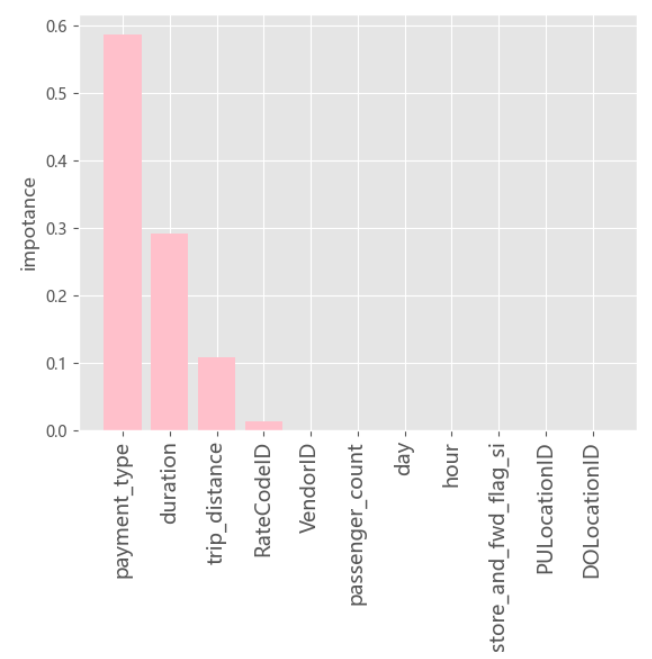 0.6
0.5
0.4
0.3
0.2
0.1
0.0
impotance
payment_type
duration
trip_distance
RateCodeID
VendorID
passenger_count
day
hour
store_and_fwd_flag_si
PULocationID
DOLocationID